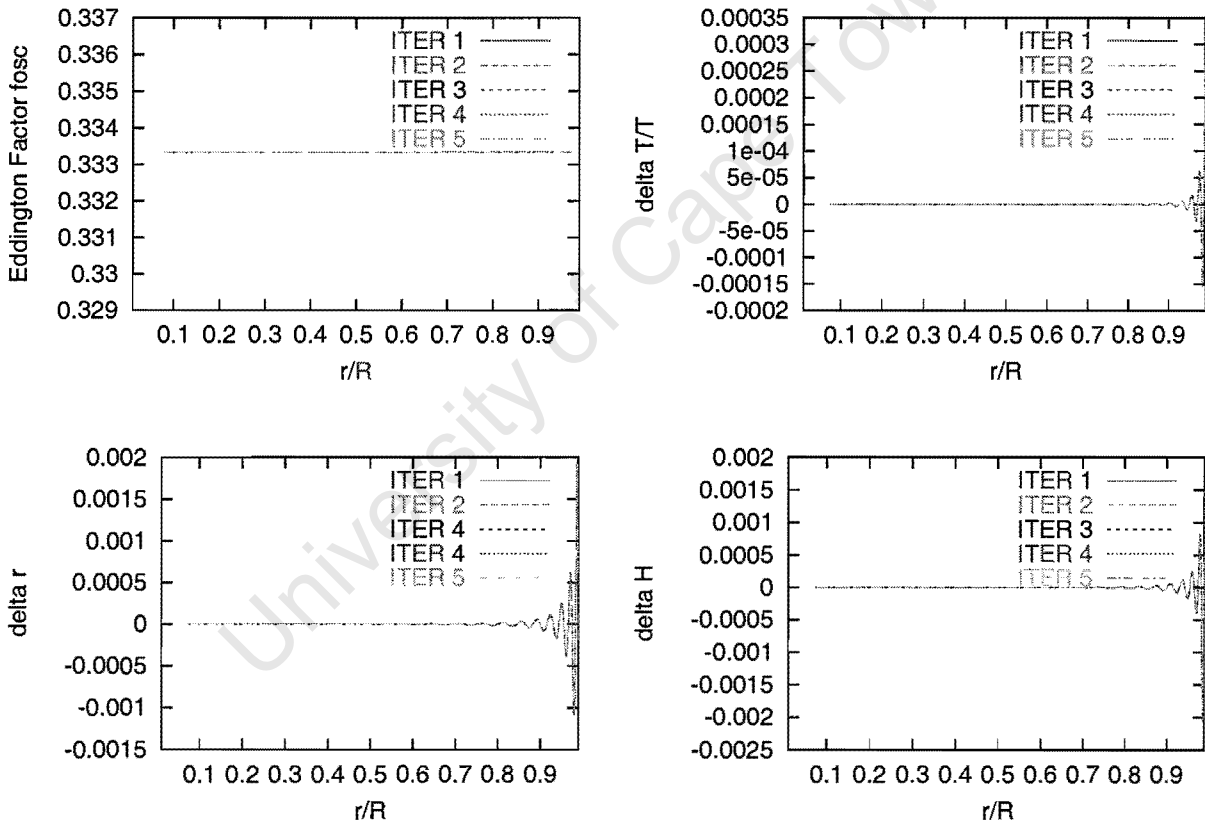 Eddington Factor fosc
0.337
0.336
0.335
0.334
0.333
0.332
0.331
0.33
0.329
ITER 1
ITER 2
ITER 3
ITER 4
ITER 5
0.1 0.2 0.3 0.4 0.5 0.6 0.7 0.8 0.9
r/R
delta T/T
0.00035
0.0003
0.00025
0.0002
0.00015
1e-04
5e-05
0
-5e-05
-0.0001
-0.00015
-0.0002
ITER 1
ITER 2
ITER 3
ITER 4
ITER 5
0.1 0.2 0.3 0.4 0.5 0.6 0.7 0.8 0.9
r/R
delta r
0.002
0.0015
0.001
0.0005
0
-0.0005
-0.001
-0.0015
ITER 1
ITER 2
ITER 4
ITER 4
ITER 5
0.1 0.2 0.3 0.4 0.5 0.6 0.7 0.8 0.9
r/R
delta H
0.002
0.0015
0.001
0.0005
0
-0.0005
-0.001
-0.0015
-0.002
-0.0025
ITER 1
ITER 2
ITER 3
ITER 4
ITER 5
0.1 0.2 0.3 0.4 0.5 0.6 0.7 0.8 0.9
r/R
University of Cape Tow